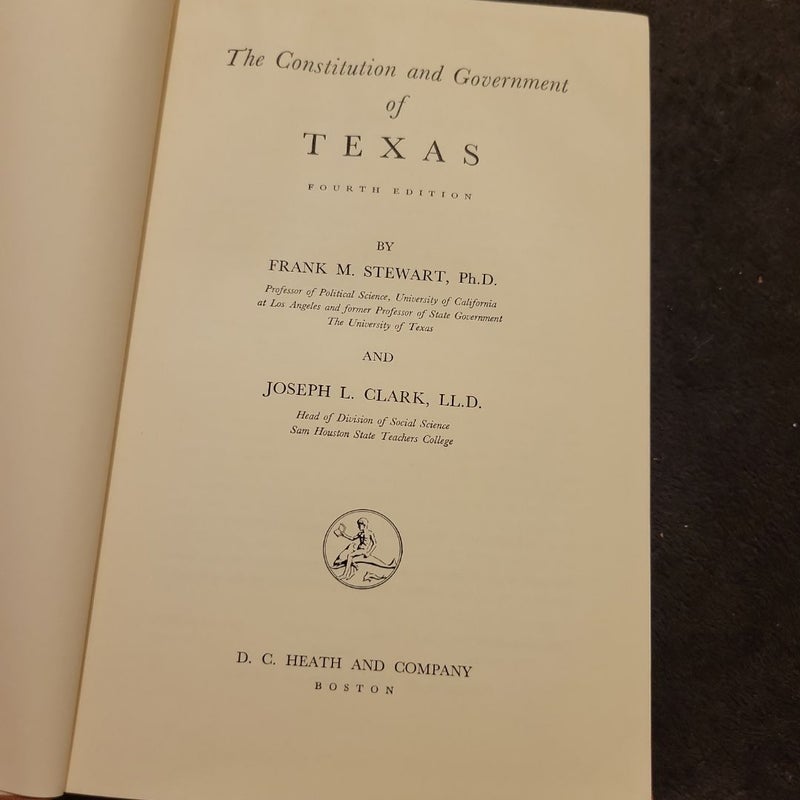 The Constitution and Government
of
TEXAS
FOURTH EDITION
BY
FRANK M. STEWART, Ph.D.
Professor of Political Science, University of California
at Los Angeles and former Professor of State Government
The University of Texas
AND
JOSEPH L. CLARK, LL.D.
Head of Division of Social Science
Sam Houston State Teachers College
D. C. HEATH AND COMPANY
BOSTON